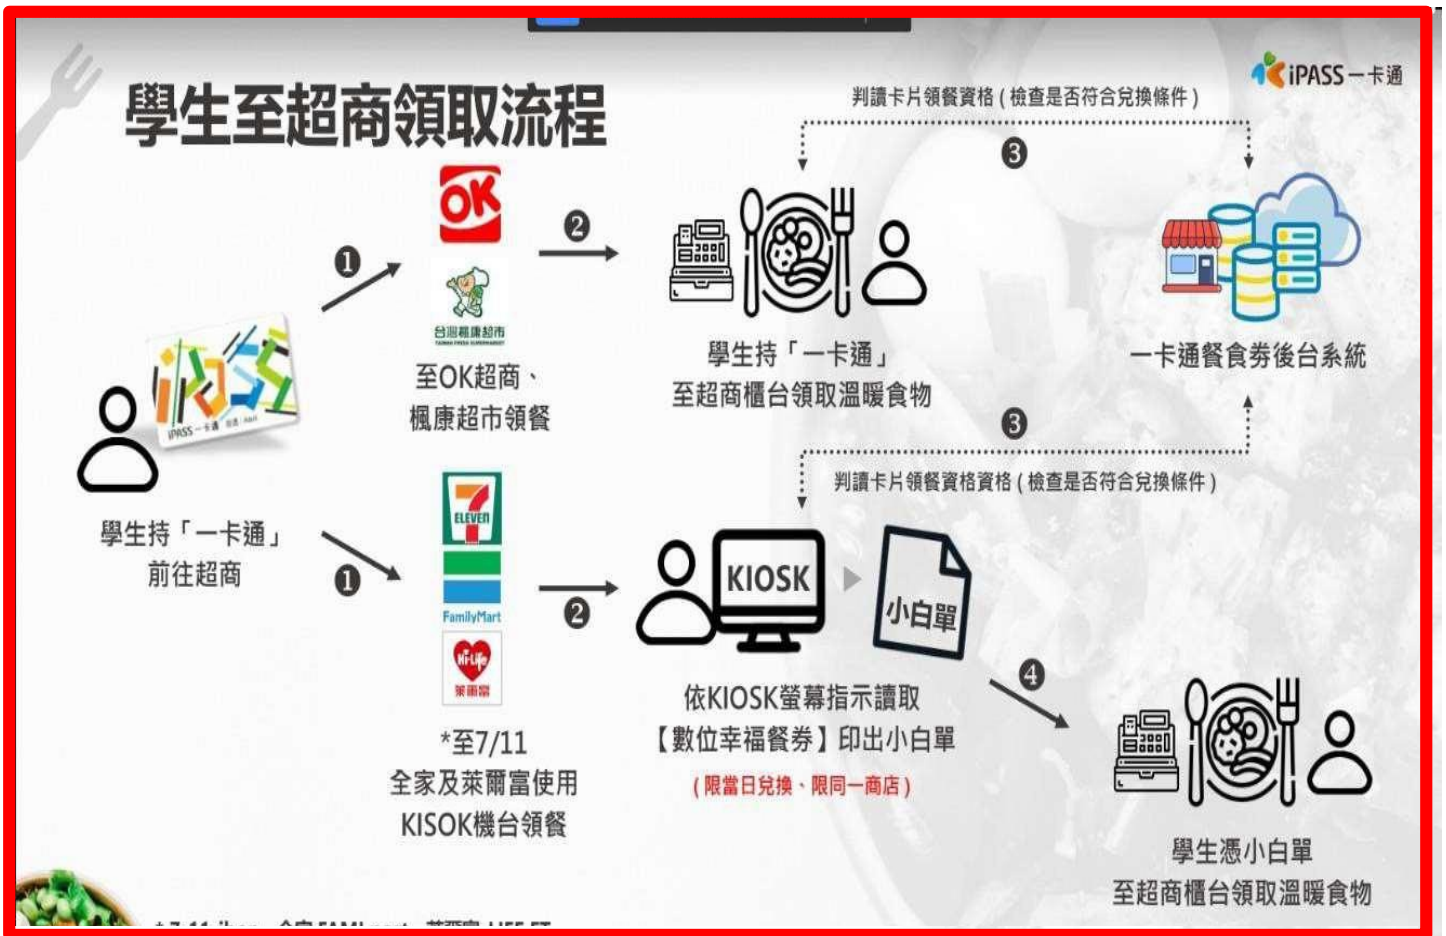 學生至超商領取流程
iPASS一卡通
判讀卡片領餐資格(檢查是否符合兌換條件)
❸
❶
OK
❷
台灣楓康超市
TAIWAN FRESH SUPERMARKET
至OK超商、
楓康超市領餐
學生持「一卡通」
至超商櫃台領取溫暖食物
一卡通餐食券後台系統
iPASS
iPASS 一卡通
學生持「一卡通」
前往超商
❸
判讀卡片領餐資格資格(檢查是否符合兌換條件)
❶
7
ELEVEN
FamilyMart
Hi-Life
萊爾富
*至7/11
全家及萊爾富使用
KISOK機台領餐
❷
KIOSK
小白單
依KIOSK螢幕指示讀取
【數位幸福餐券】印出小白單
(限當日兌換、限同一商店)
❹
學生憑小白單
至超商櫃台領取溫暖食物